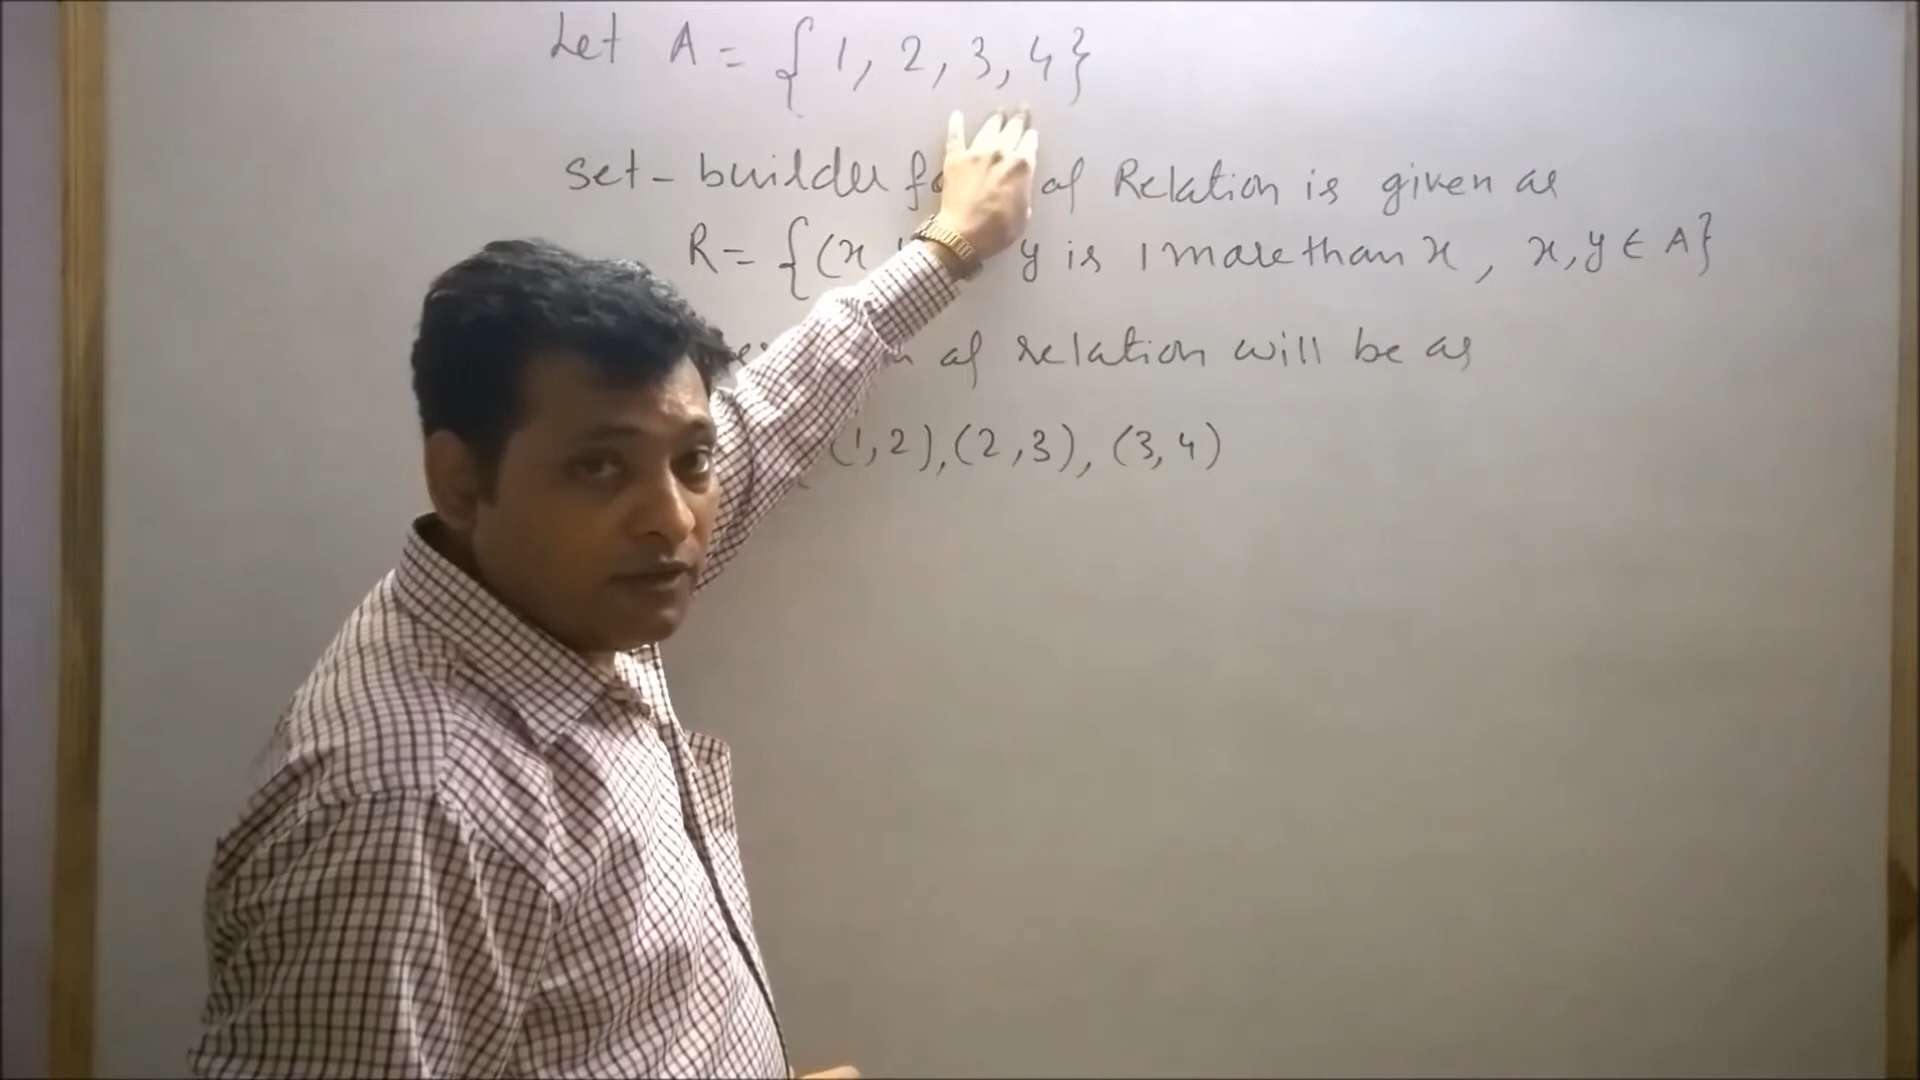 Let A = { 1, 2, 3, 4}
set-builder of Relation is given as
R = {(x y is 1 more than x, x, y ∈ A}
of relation will be as
(1,2), (2,3), (3,4)